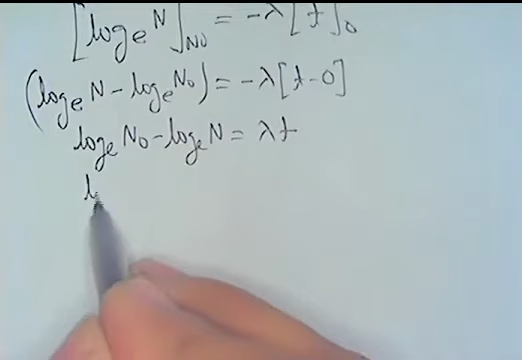 [logₑ N]N0 = -λ[t]0
(logₑ N - logₑ N₀) = -λ[t-0]
logₑ N₀ - logₑ N = λt
l